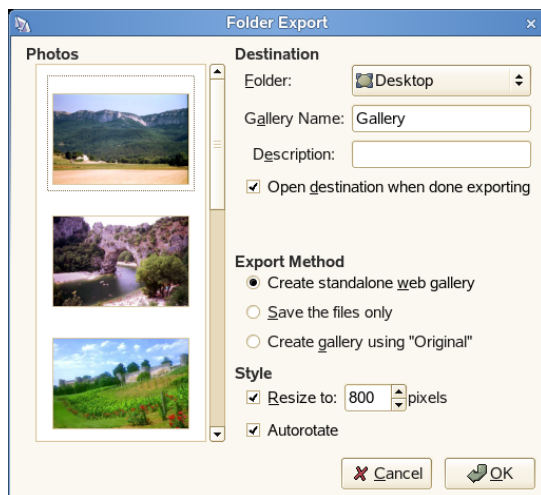 Folder Export
Photos
Destination
Folder:
Desktop
Gallery Name:
Gallery
Description:
Open destination when done exporting
Export Method
Create standalone web gallery
Save the files only
Create gallery using "Original"
Style
Resize to:
800
pixels
Autorotate
Cancel
OK